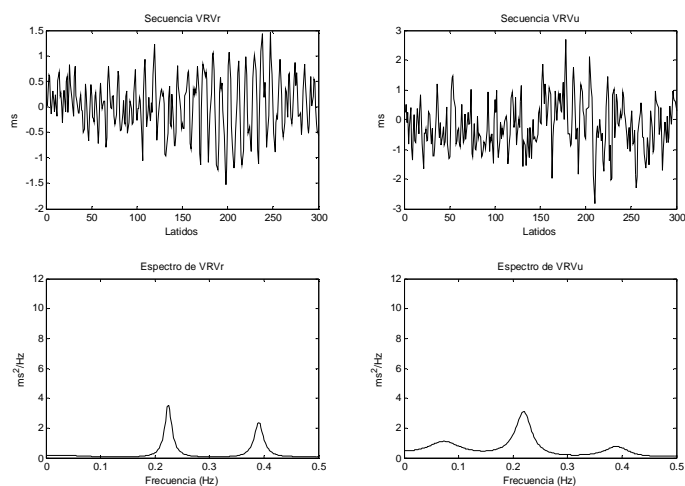 Secuencia VRVr
1.5
1
0.5
0
-0.5
-1
-1.5
-2
ms
0 50 100 150 200 250 300
Latidos
Secuencia VRVu
3
2
1
0
-1
-2
-3
ms
0 50 100 150 200 250 300
Latidos
Espectro de VRVr
12
10
8
6
4
2
0
ms²/Hz
0 0.1 0.2 0.3 0.4 0.5
Frecuencia (Hz)
Espectro de VRVu
12
10
8
6
4
2
0
ms²/Hz
0 0.1 0.2 0.3 0.4 0.5
Frecuencia (Hz)